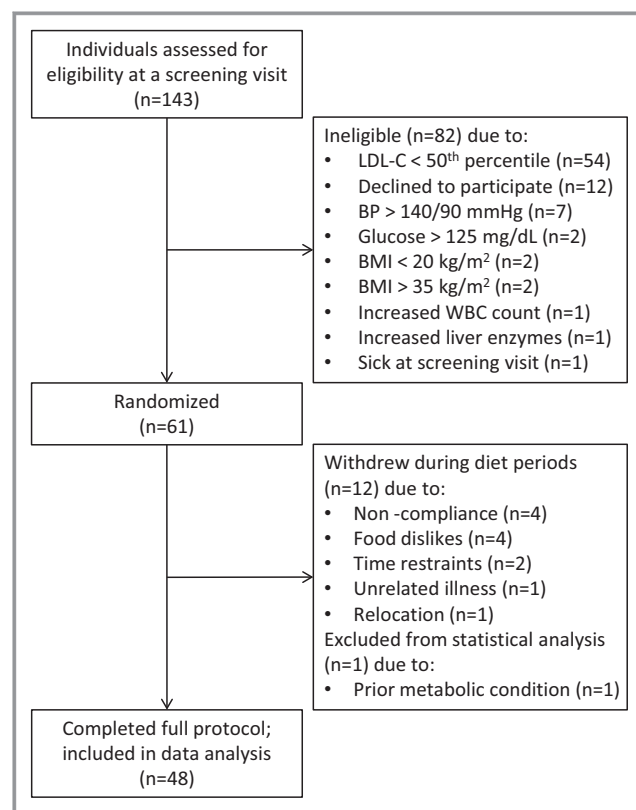 Individuals assessed for
eligibility at a screening visit
(n=143)
Ineligible (n=82) due to:
• LDL-C < 50th percentile (n=54)
• Declined to participate (n=12)
• BP > 140/90 mmHg (n=7)
• Glucose > 125 mg/dL (n=2)
• BMI < 20 kg/m² (n=2)
• BMI > 35 kg/m² (n=2)
• Increased WBC count (n=1)
• Increased liver enzymes (n=1)
• Sick at screening visit (n=1)
Randomized
(n=61)
Withdrew during diet periods
(n=12) due to:
• Non -compliance (n=4)
• Food dislikes (n=4)
• Time restraints (n=2)
• Unrelated illness (n=1)
• Relocation (n=1)
Excluded from statistical analysis
(n=1) due to:
• Prior metabolic condition (n=1)
Completed full protocol;
included in data analysis
(n=48)